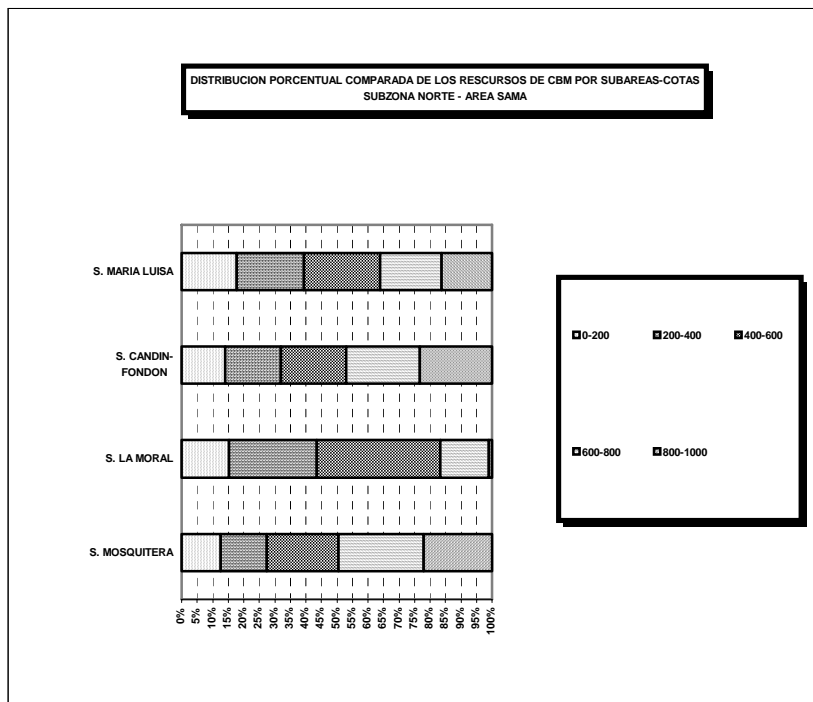 DISTRIBUCION PORCENTUAL COMPARADA DE LOS RESCURSOS DE CBM POR SUBAREAS-COTAS
SUBZONA NORTE - AREA SAMA
S. MARIA LUISA
S. CANDIN-
FONDON
S. LA MORAL
S. MOSQUITERA
0% 5% 10% 15% 20% 25% 30% 35% 40% 45% 50% 55% 60% 65% 70% 75% 80% 85% 90% 95% 100%
0-200 200-400 400-600
600-800 800-1000